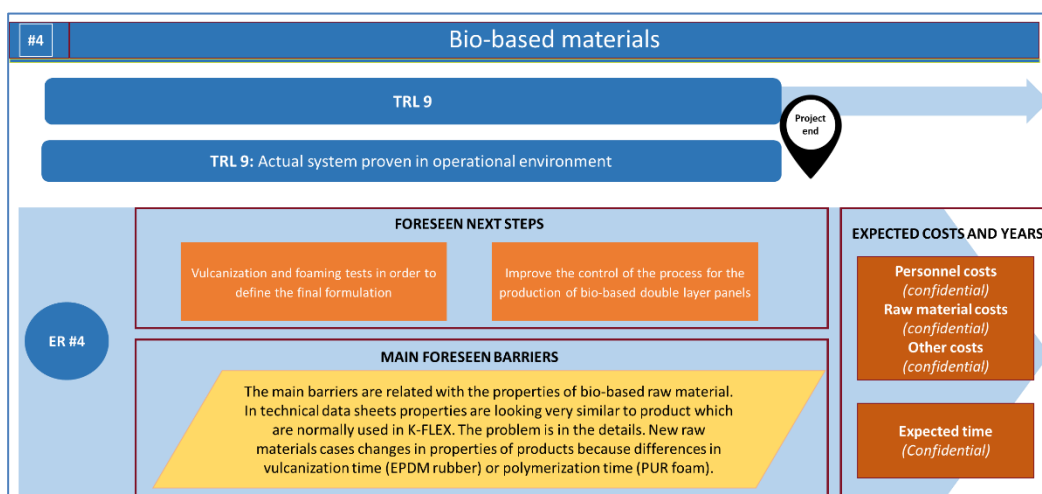 #4
Bio-based materials
TRL 9
Project
end
TRL 9: Actual system proven in operational environment
FORESEEN NEXT STEPS
Vulcanization and foaming tests in order to
define the final formulation
Improve the control of the process for the
production of bio-based double layer panels
EXPECTED COSTS AND YEARS
Personnel costs
(confidential)
Raw material costs
(confidential)
Other costs
(confidential)
ER #4
MAIN FORESEEN BARRIERS
The main barriers are related with the properties of bio-based raw material.
In technical data sheets properties are looking very similar to product which
are normally used in K-FLEX. The problem is in the details. New raw
materials cases changes in properties of products because differences in
vulcanization time (EPDM rubber) or polymerization time (PUR foam).
Expected time
(Confidential)